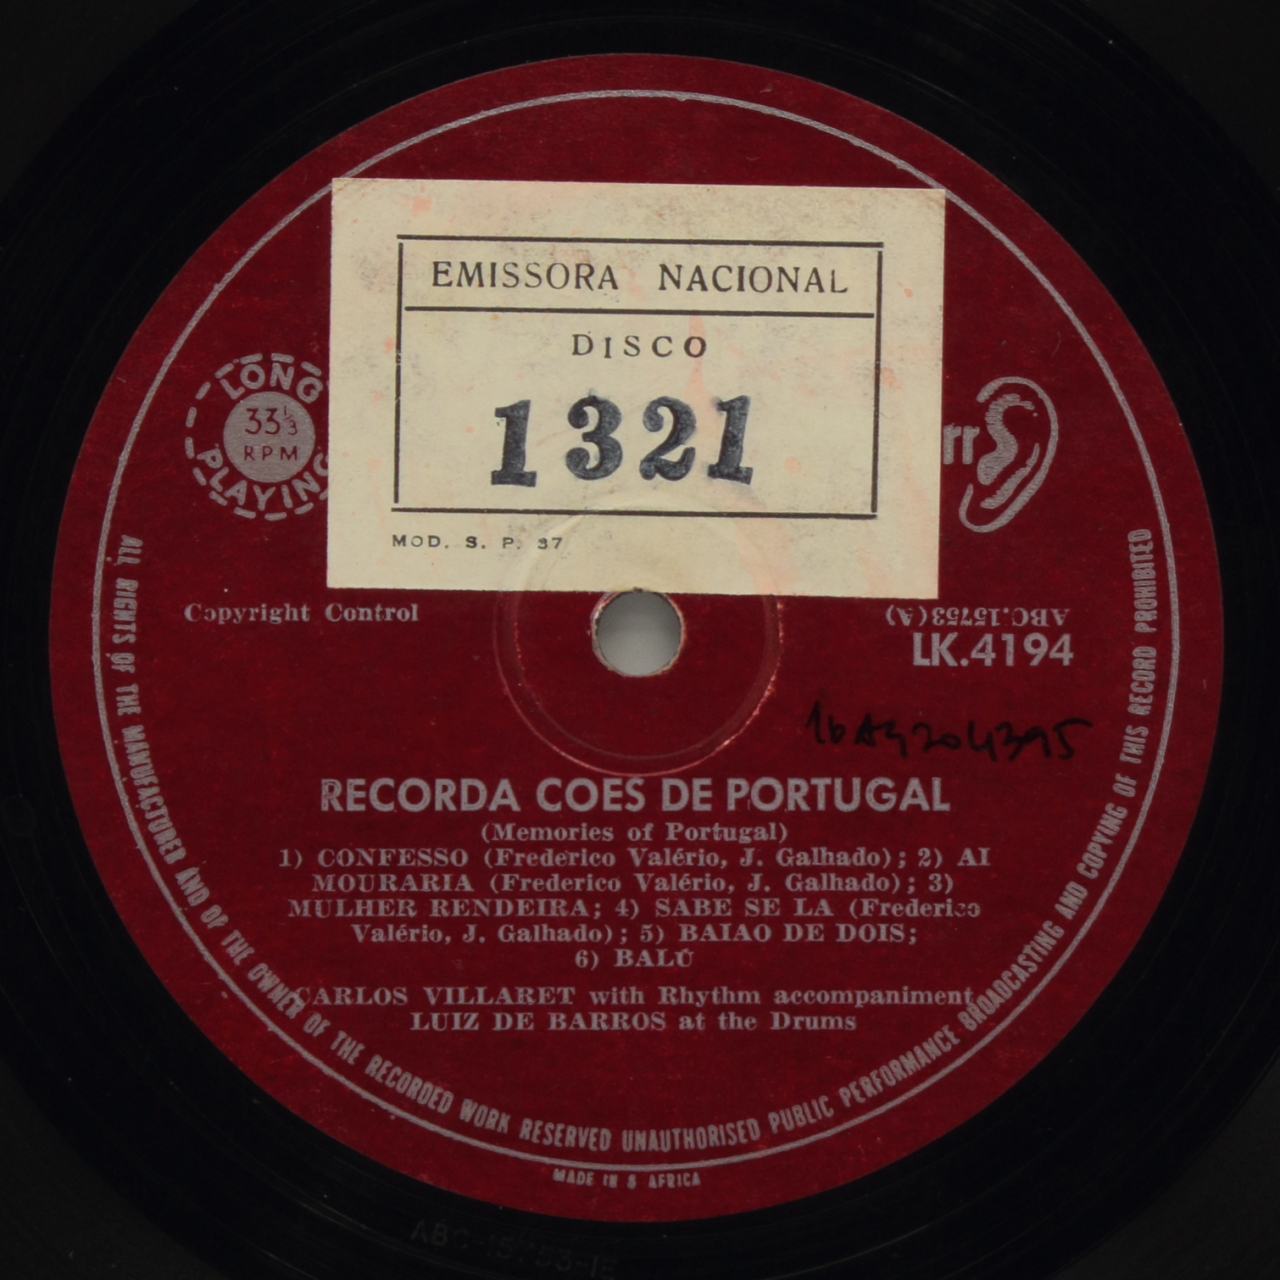 EMISSORA NACIONAL
DISCO
1321
MOD. S. P. 37
LONG
33⅓
RPM
PLAYING
rr
Copyright Control
ABC.15753(A)
LK.4194
RECORDA COES DE PORTUGAL
(Memories of Portugal)
1) CONFESSO (Frederico Valério, J. Galhado); 2) AI
MOURARIA (Frederico Valério, J. Galhado); 3)
MULHER RENDEIRA; 4) SABE SE LA (Frederico
Valério, J. Galhado); 5) BAIAO DE DOIS;
6) BALÚ
CARLOS VILLARET with Rhythm accompaniment
LUIZ DE BARROS at the Drums
ALL RIGHTS OF THE MANUFACTURER AND OF THE OWNER OF THE RECORDED WORK RESERVED UNAUTHORISED PUBLIC PERFORMANCE BROADCASTING AND COPYING OF THIS RECORD PROHIBITED
MADE IN S AFRICA
ABC-15753-1E